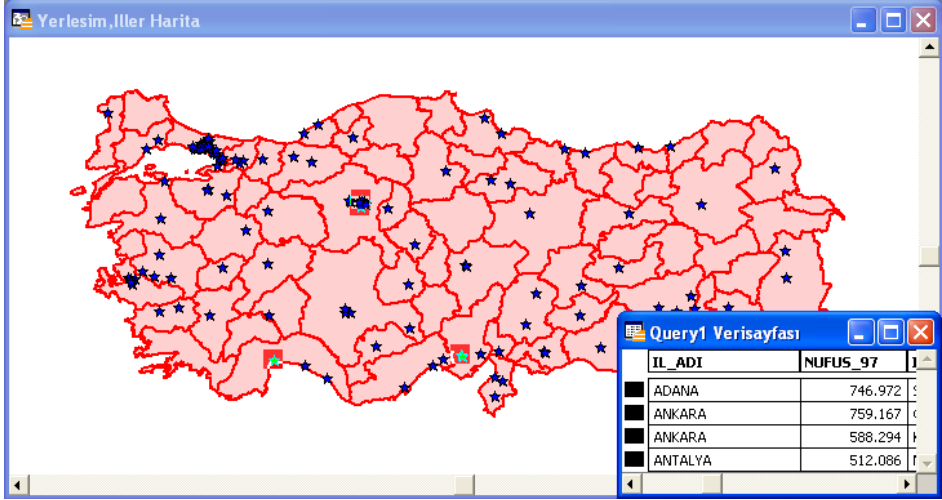 Yerlesim,Iller Harita
Query1 Verisayfası
IL_ADI NUFUS_97
ADANA 746.972
ANKARA 759.167
ANKARA 588.294
ANTALYA 512.086